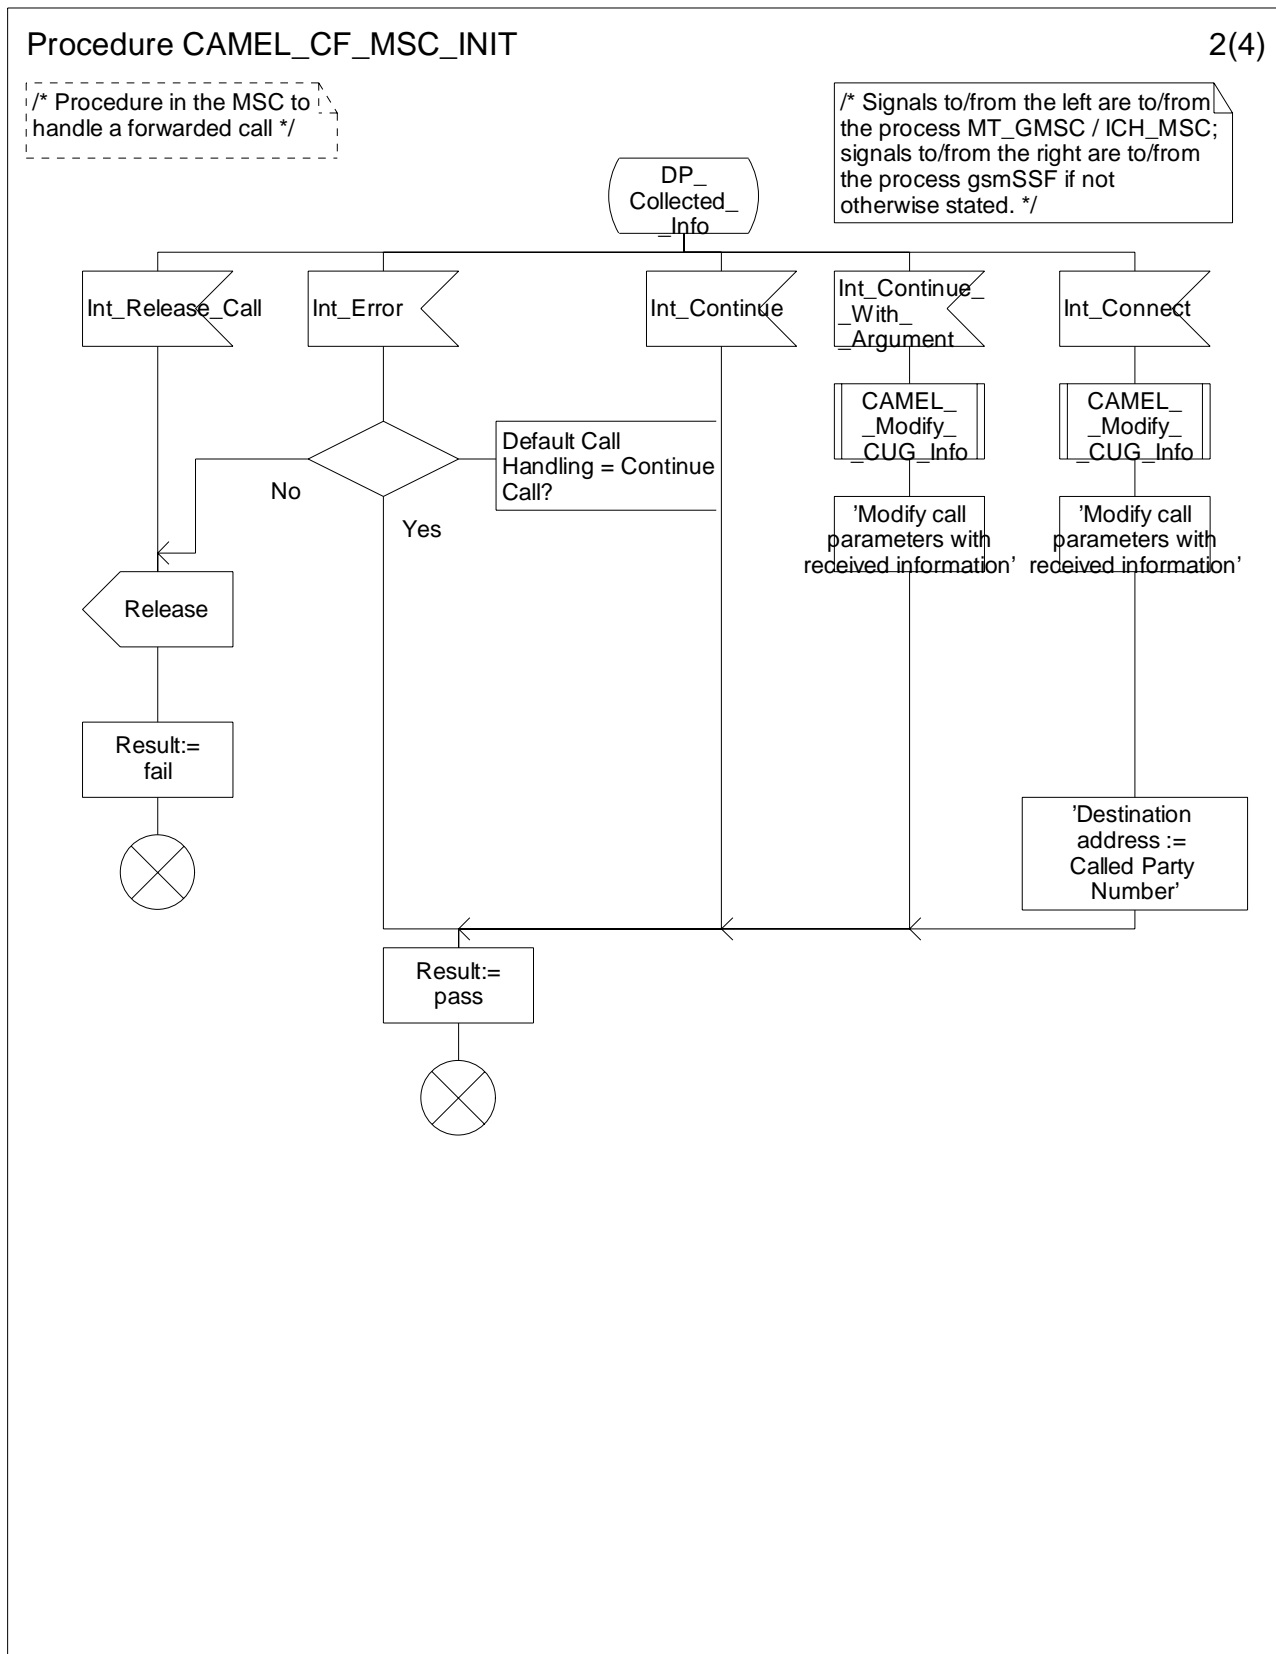 Procedure CAMEL_CF_MSC_INIT
2(4)
/* Procedure in the MSC to
handle a forwarded call */
/* Signals to/from the left are to/from
the process MT_GMSC / ICH_MSC;
signals to/from the right are to/from
the process gsmSSF if not
otherwise stated. */
DP_
Collected_
_Info
Int_Release_Call
Int_Error
Int_Continue
Int_Continue_
_With_
_Argument
Int_Connect
CAMEL_
_Modify_
_CUG_Info
CAMEL_
_Modify_
_CUG_Info
Default Call
Handling = Continue
Call?
No
Yes
'Modify call
parameters with
received information'
'Modify call
parameters with
received information'
Release
Result:=
fail
'Destination
address :=
Called Party
Number'
Result:=
pass